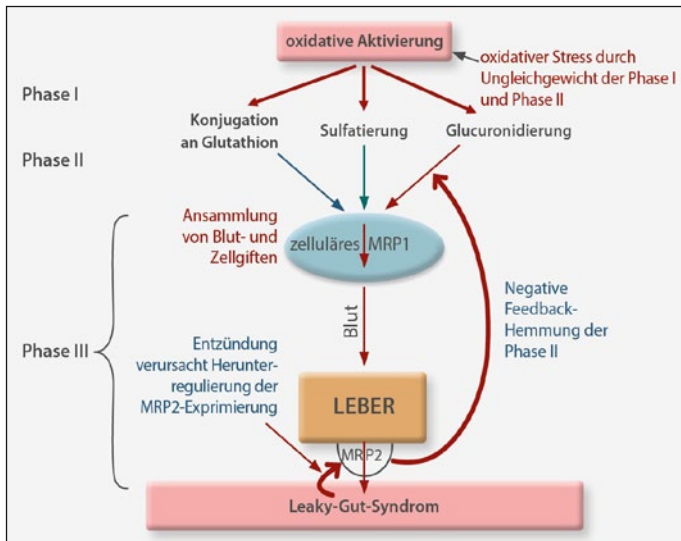 oxidative Aktivierung
oxidativer Stress durch
Ungleichgewicht der Phase I
und Phase II
Phase I
Konjugation
an Glutathion
Sulfatierung
Glucuronidierung
Phase II
Ansammlung
von Blut- und
Zellgiften
zelluläres MRP1
Negative
Feedback-
Hemmung der
Phase II
Blut
Phase III
Entzündung
verursacht Herunter-
regulierung der
MRP2-Exprimierung
LEBER
MRP2
Leaky-Gut-Syndrom